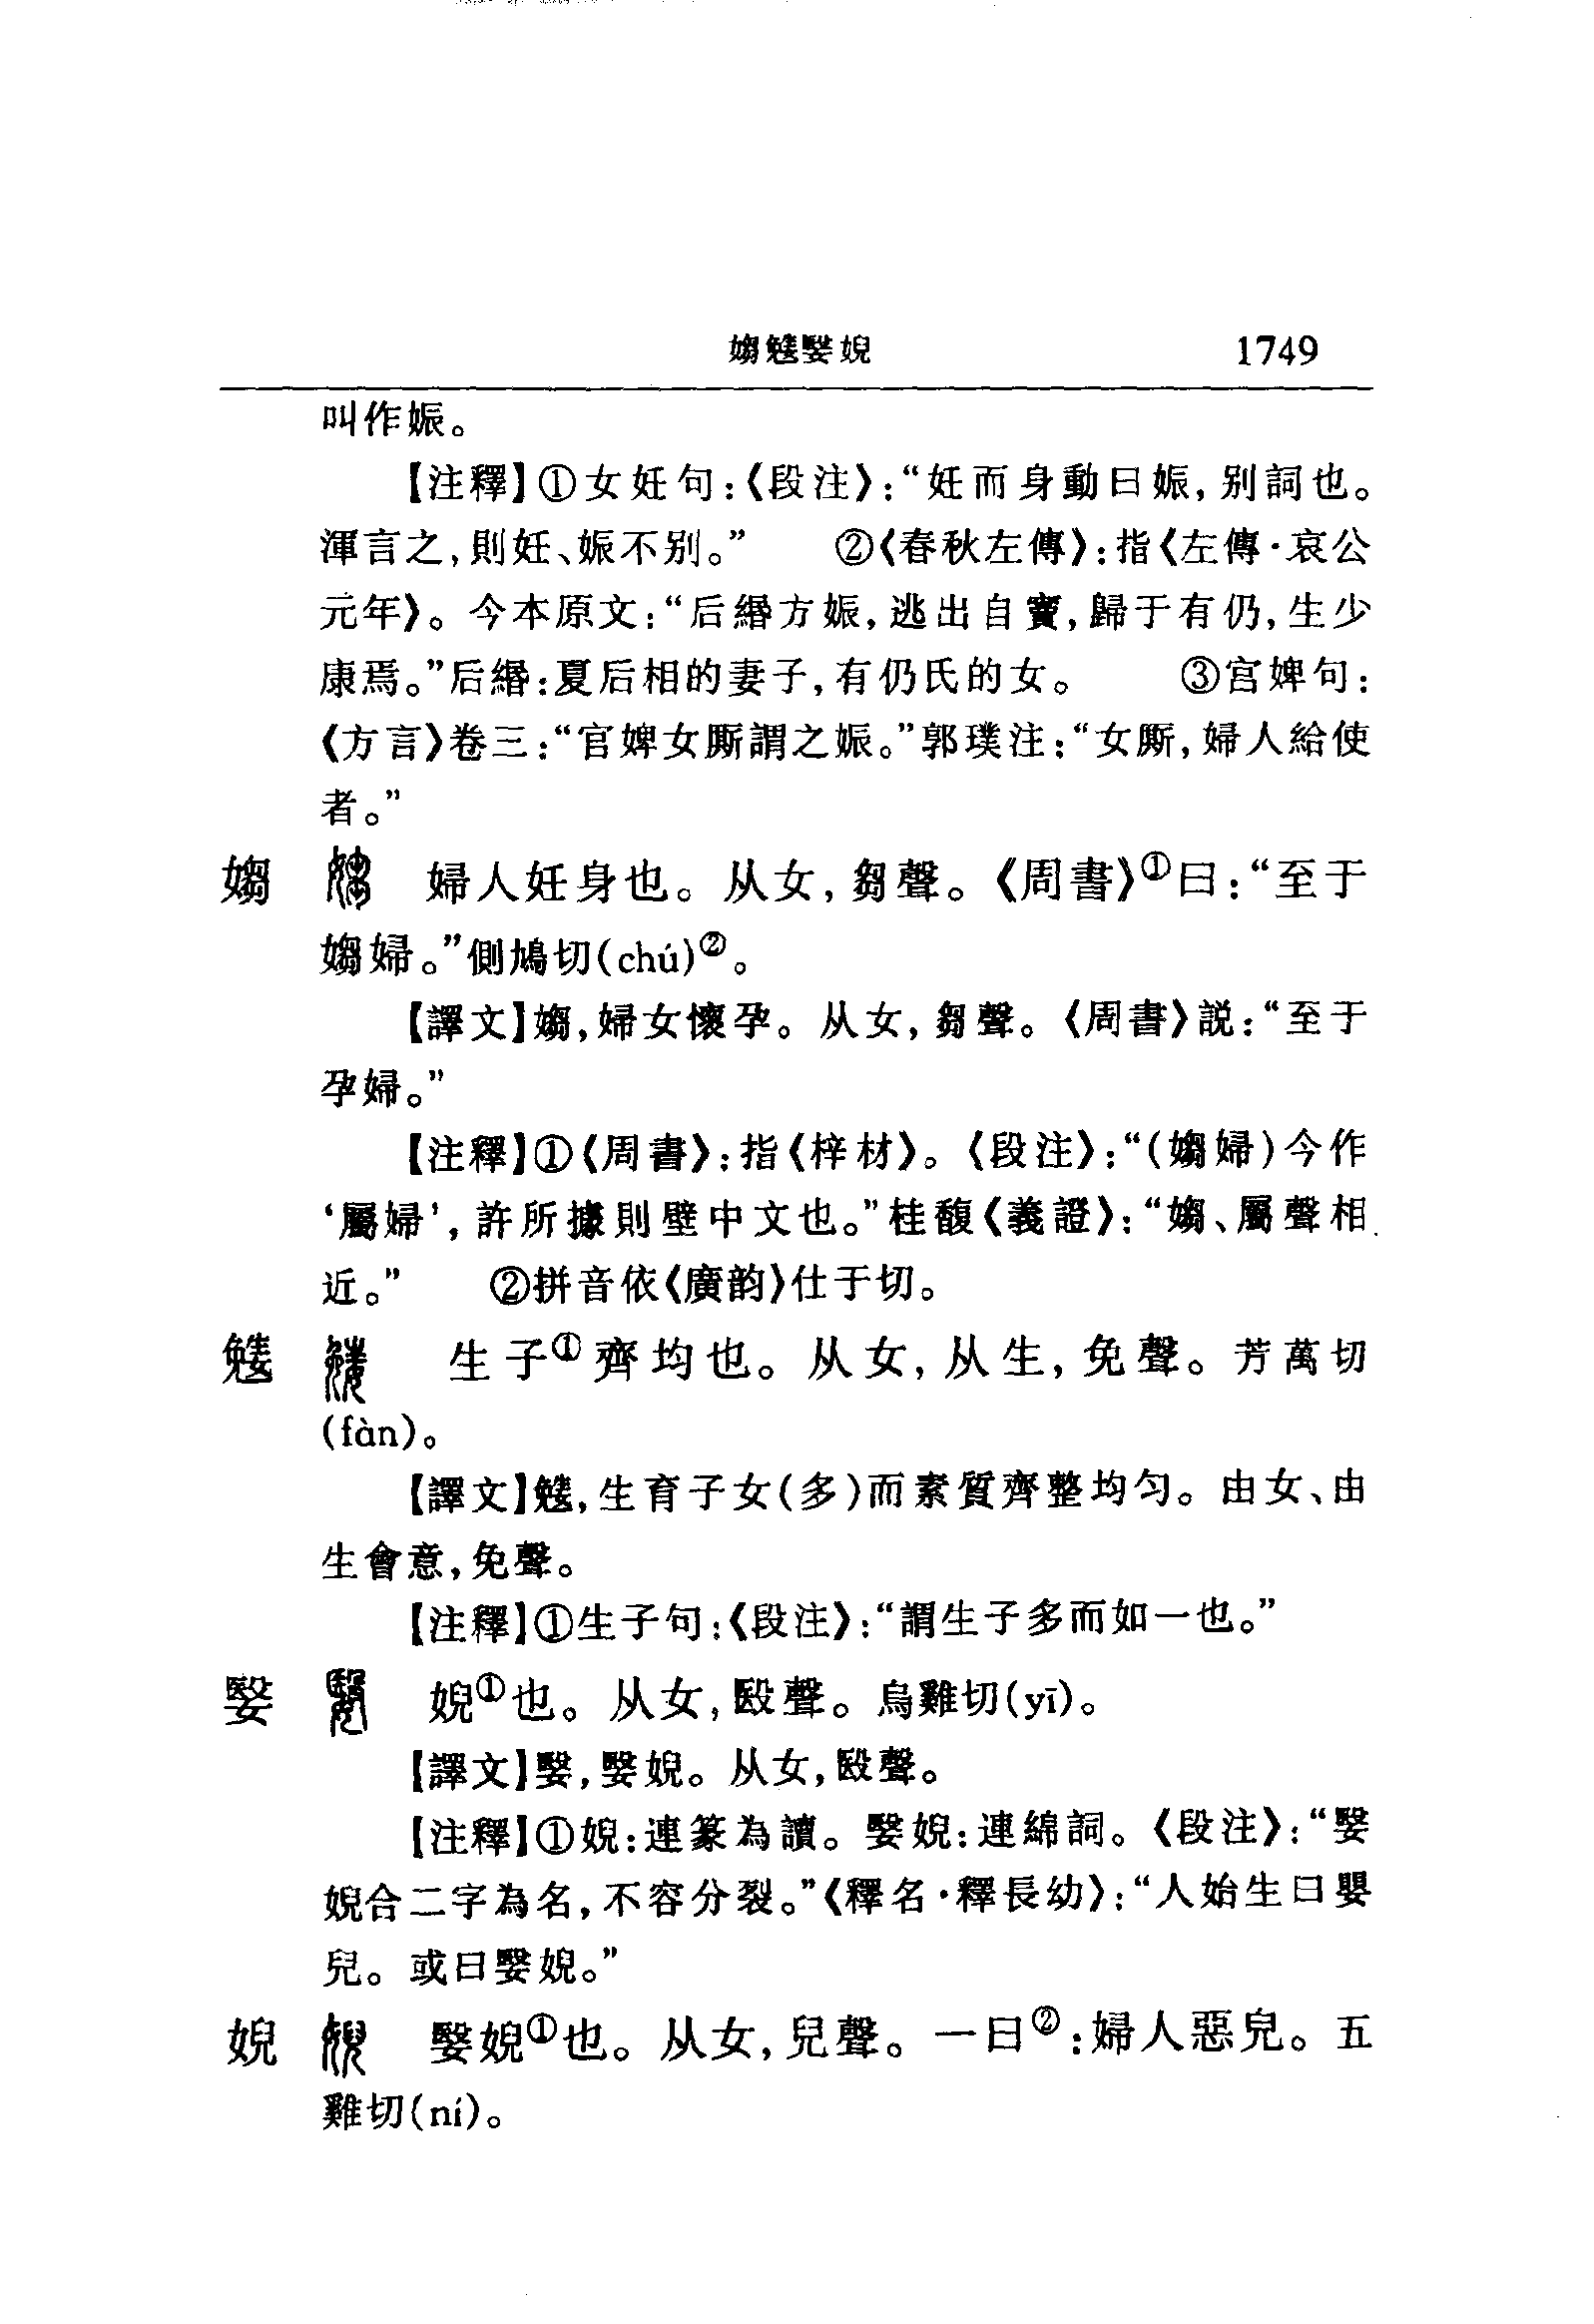 媰㝃嫛婗 1749
叫作娠。
【注釋】①女妊句:《段注》:“妊而身動曰娠,别詞也。
渾言之,則妊、娠不别。” ②《春秋左傳》:指《左傳·哀公
元年》。今本原文:“后緡方娠,逃出自竇,歸于有仍,生少
康焉。”后緡:夏后相的妻子,有仍氏的女。 ③宫婢句:
《方言》卷三:“官婢女厮謂之娠。”郭璞注:“女厮,婦人給使
者。”
媰 婦人妊身也。从女,芻聲。《周書》①曰:“至于
媰婦。”側鳩切(chú)②。
【譯文】媰,婦女懷孕。从女,芻聲。《周書》説:“至于
孕婦。”
【注釋】①《周書》:指《梓材》。《段注》:“(媰婦)今作
‘屬婦’,許所據則壁中文也。”桂馥《義證》:“媰、屬聲相
近。” ②拼音依《廣韵》仕于切。
生子①齊均也。从女,从生,免聲。芳萬切
(fàn)。
【譯文】,生育子女(多)而素質齊整均匀。由女、由
生會意,免聲。
【注釋】①生子句:《段注》:“謂生子多而如一也。”
嫛 婗①也。从女,殹聲。烏雞切(yī)。
【譯文】嫛,嫛婗。从女,殹聲。
【注釋】①婗:連篆為讀。嫛婗:連綿詞。《段注》:“嫛
婗合二字為名,不容分裂。”《釋名·釋長幼》:“人始生曰嬰
兒。或曰嫛婗。”
婗 嫛婗①也。从女,兒聲。一曰②:婦人惡皃。五
雞切(ní)。